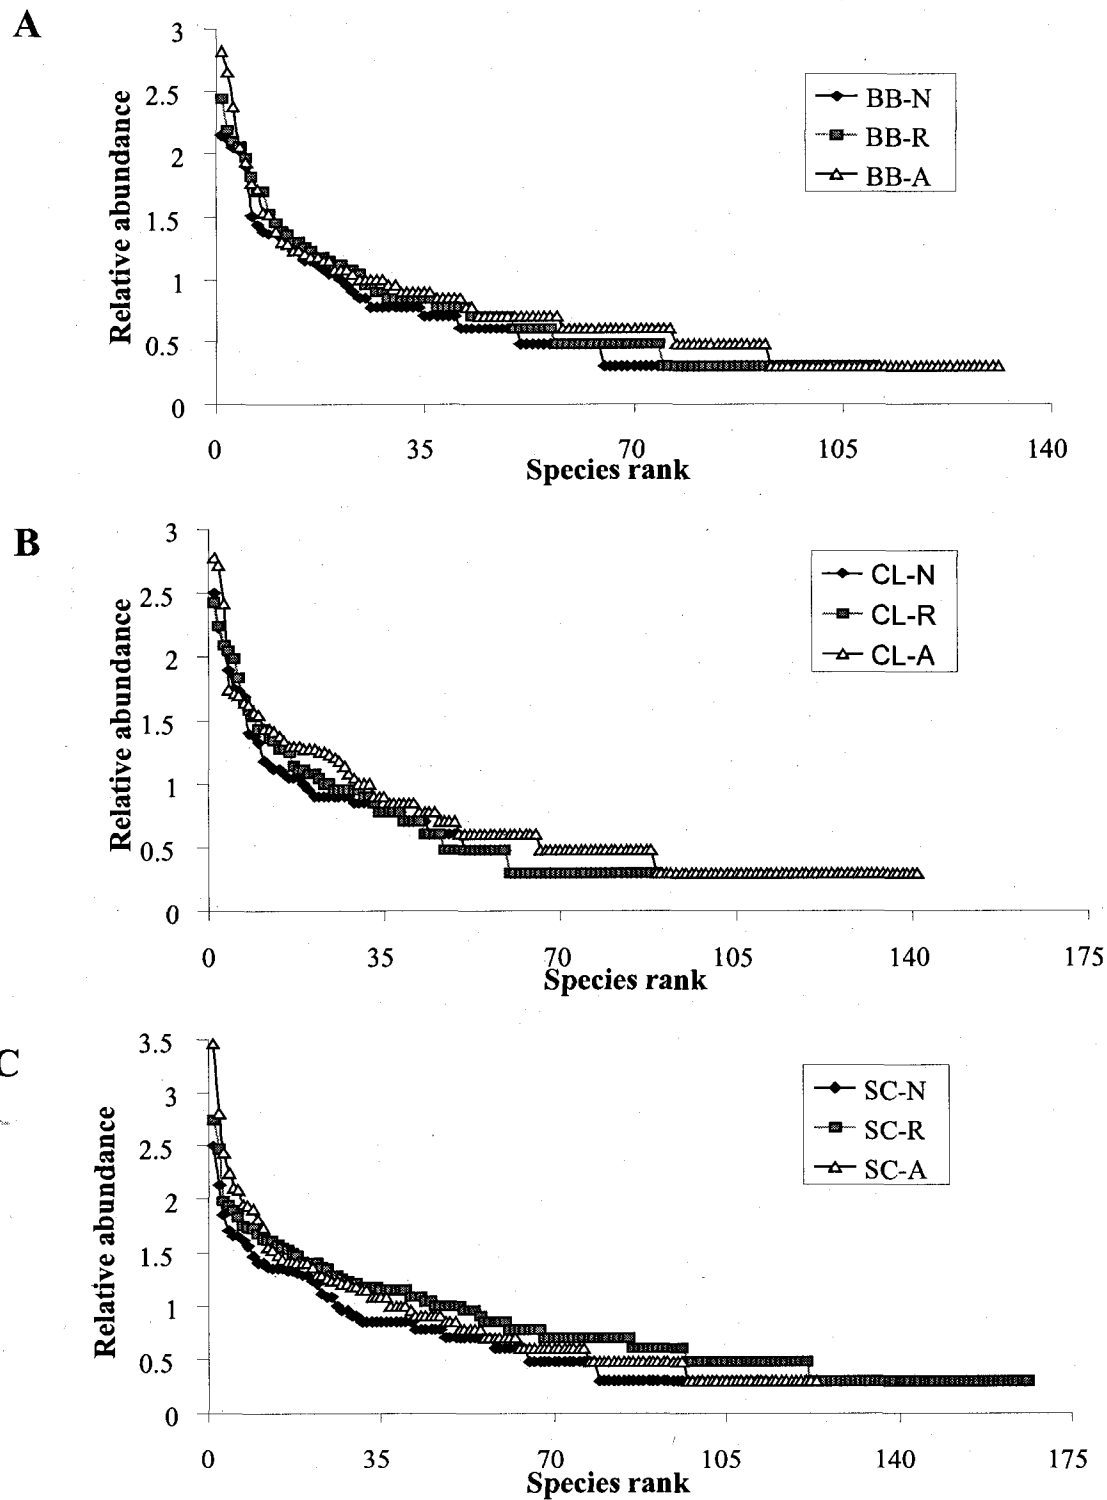 A
3
2.5
2
1.5
1
0.5
0
Relative abundance
BB-N
BB-R
BB-A
0 35 70 105 140
Species rank
B
3
2.5
2
1.5
1
0.5
0
Relative abundance
CL-N
CL-R
CL-A
0 35 70 105 140 175
Species rank
C
3.5
3
2.5
2
1.5
1
0.5
0
Relative abundance
SC-N
SC-R
SC-A
0 35 70 105 140 175
Species rank